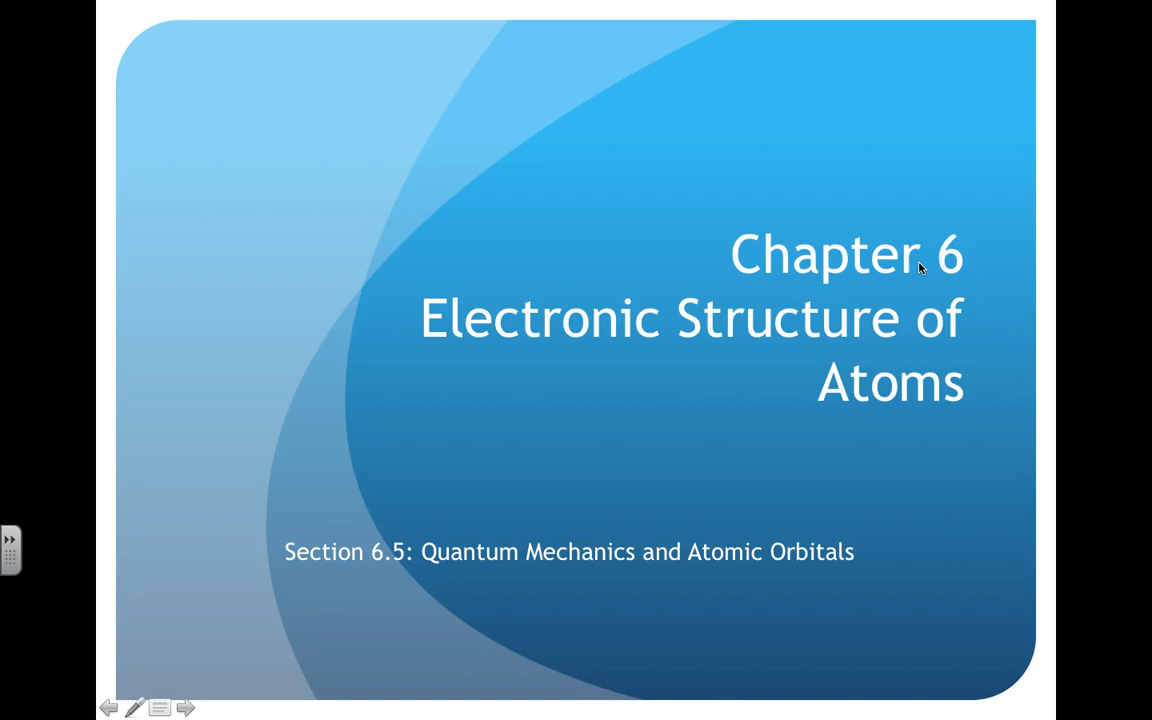 Chapter 6
Electronic Structure of
Atoms
Section 6.5: Quantum Mechanics and Atomic Orbitals